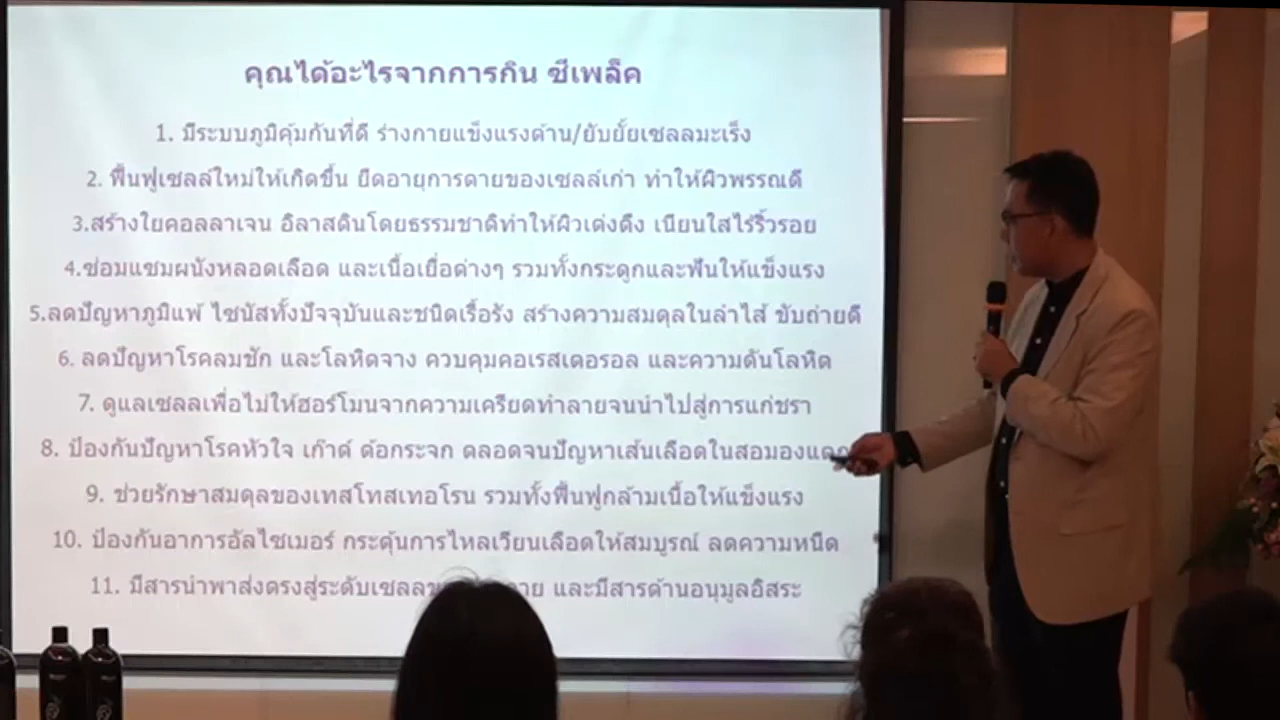 คุณได้อะไรจากการกิน ซีเพล็ค
1. มีระบบภูมิคุ้มกันที่ดี ร่างกายแข็งแรงต้าน/ยับยั้ยเซลลมะเร็ง
2. ฟื้นฟูเซลล์ใหม่ให้เกิดขึ้น ยืดอายุการตายของเซลล์เก่า ทำให้ผิวพรรณดี
3.สร้างใยคอลลาเจน อิลาสตินโดยธรรมชาติทำให้ผิวเต่งตึง เนียนใสไร้ริ้วรอย
4.ซ่อมแซมผนังหลอดเลือด และเนื้อเยื่อต่างๆ รวมทั้งกระดูกและฟันให้แข็งแรง
5.ลดปัญหาภูมิแพ้ ไซนัสทั้งปัจจุบันและชนิดเรื้อรัง สร้างความสมดุลในลำไส้ ขับถ่ายดี
6. ลดปัญหาโรคลมชัก และโลหิตจาง ควบคุมคอเรสเตอรอล และความดันโลหิต
7. ดูแลเซลลเพื่อไม่ให้ฮอร์โมนจากความเครียดทำลายจนนำไปสู่การแก่ชรา
8. ป้องกันปัญหาโรคหัวใจ เก๊าต์ ต้อกระจก ตลอดจนปัญหาเส้นเลือดในสอมองแตก
9. ช่วยรักษาสมดุลของเทสโทสเทอโรน รวมทั้งฟื้นฟูกล้ามเนื้อให้แข็งแรง
10. ป้องกันอาการอัลไซเมอร์ กระตุ้นการไหลเวียนเลือดให้สมบูรณ์ ลดความหนืด
11. มีสารนำพาส่งตรงสู่ระดับเซลล และมีสารต้านอนุมูลอิสระ